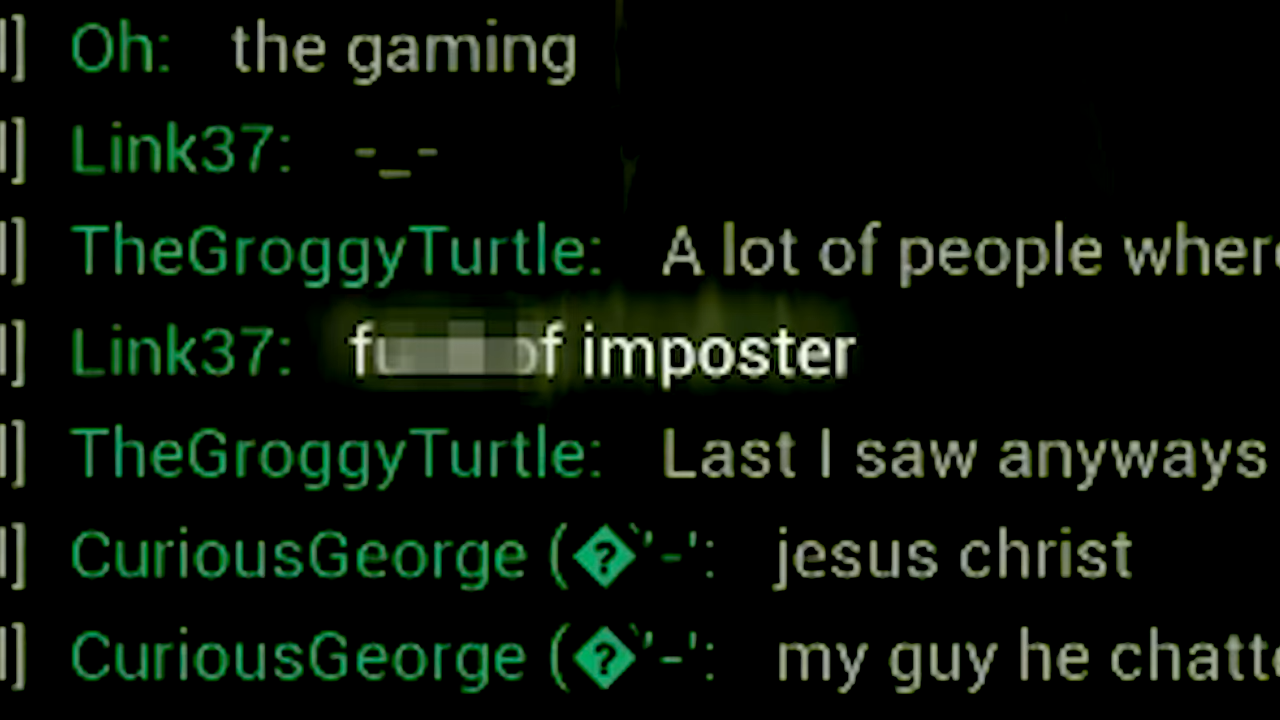 l] Oh: the gaming
l] Link37: -_-
l] TheGroggyTurtle: A lot of people where
l] Link37: imposter
l] TheGroggyTurtle: Last I saw anyways
l] CuriousGeorge (�`'-': jesus christ
l] CuriousGeorge (�`'-': my guy he